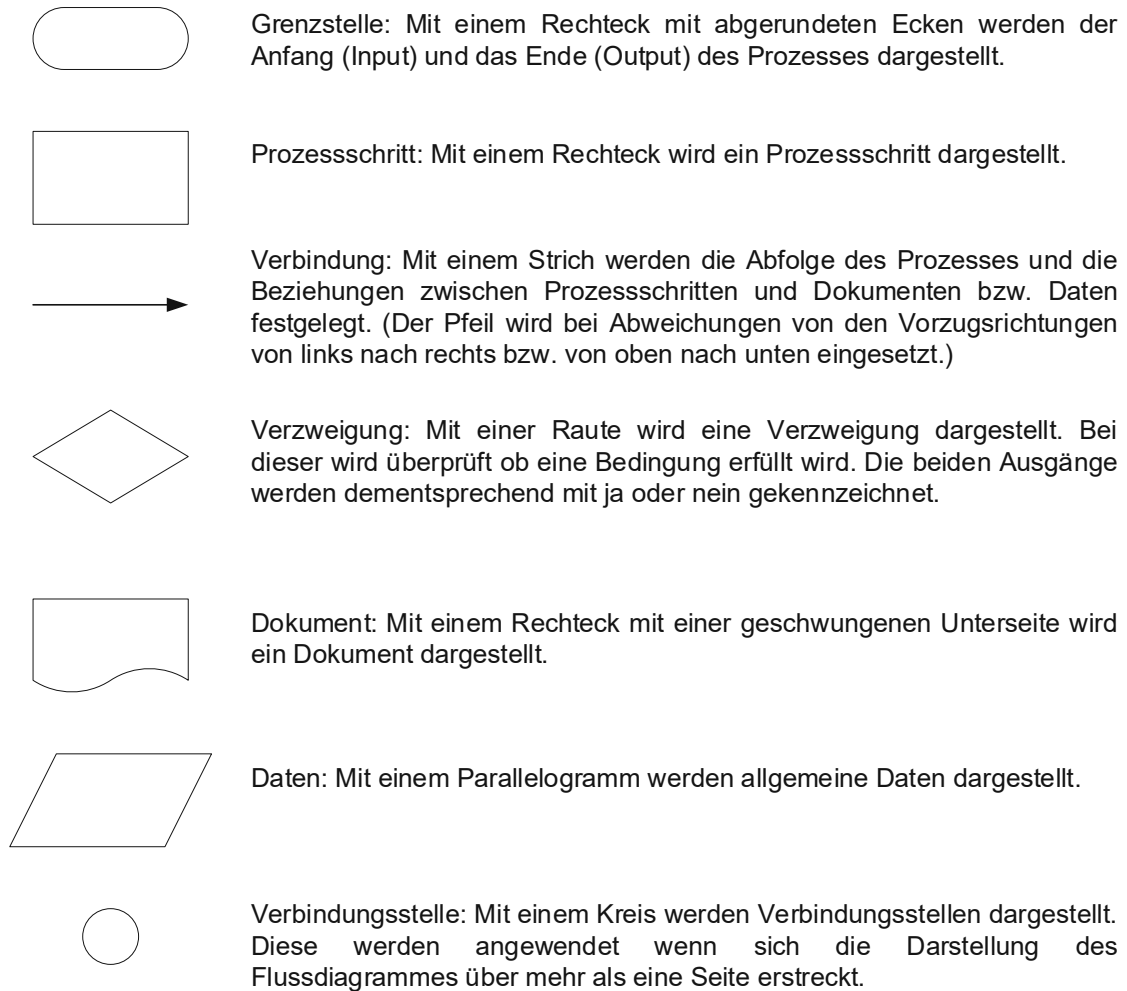 Grenzstelle: Mit einem Rechteck mit abgerundeten Ecken werden der
Anfang (Input) und das Ende (Output) des Prozesses dargestellt.
Prozessschritt: Mit einem Rechteck wird ein Prozessschritt dargestellt.
Verbindung: Mit einem Strich werden die Abfolge des Prozesses und die
Beziehungen zwischen Prozessschritten und Dokumenten bzw. Daten
festgelegt. (Der Pfeil wird bei Abweichungen von den Vorzugsrichtungen
von links nach rechts bzw. von oben nach unten eingesetzt.)
Verzweigung: Mit einer Raute wird eine Verzweigung dargestellt. Bei
dieser wird überprüft ob eine Bedingung erfüllt wird. Die beiden Ausgänge
werden dementsprechend mit ja oder nein gekennzeichnet.
Dokument: Mit einem Rechteck mit einer geschwungenen Unterseite wird
ein Dokument dargestellt.
Daten: Mit einem Parallelogramm werden allgemeine Daten dargestellt.
Verbindungsstelle: Mit einem Kreis werden Verbindungsstellen dargestellt.
Diese werden angewendet wenn sich die Darstellung des
Flussdiagrammes über mehr als eine Seite erstreckt.